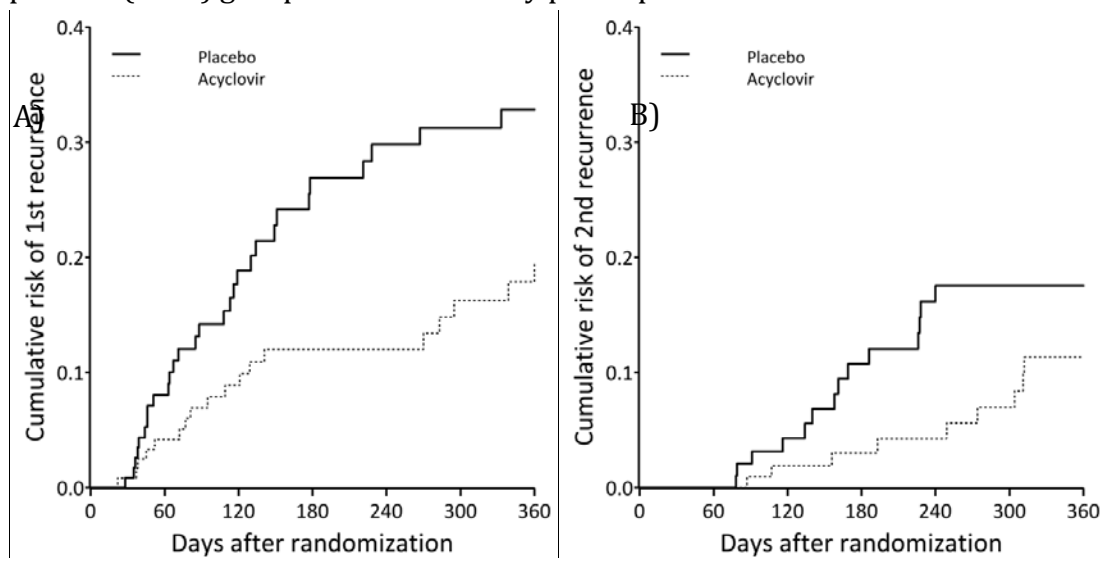 0.4
Placebo
Acyclovir
A)
0.3
0.2
0.1
0.0
Cumulative risk of 1st recurrence
0 60 120 180 240 300 360
Days after randomization
0.4
Placebo
Acyclovir
B)
0.3
0.2
0.1
0.0
Cumulative risk of 2nd recurrence
0 60 120 180 240 300 360
Days after randomization